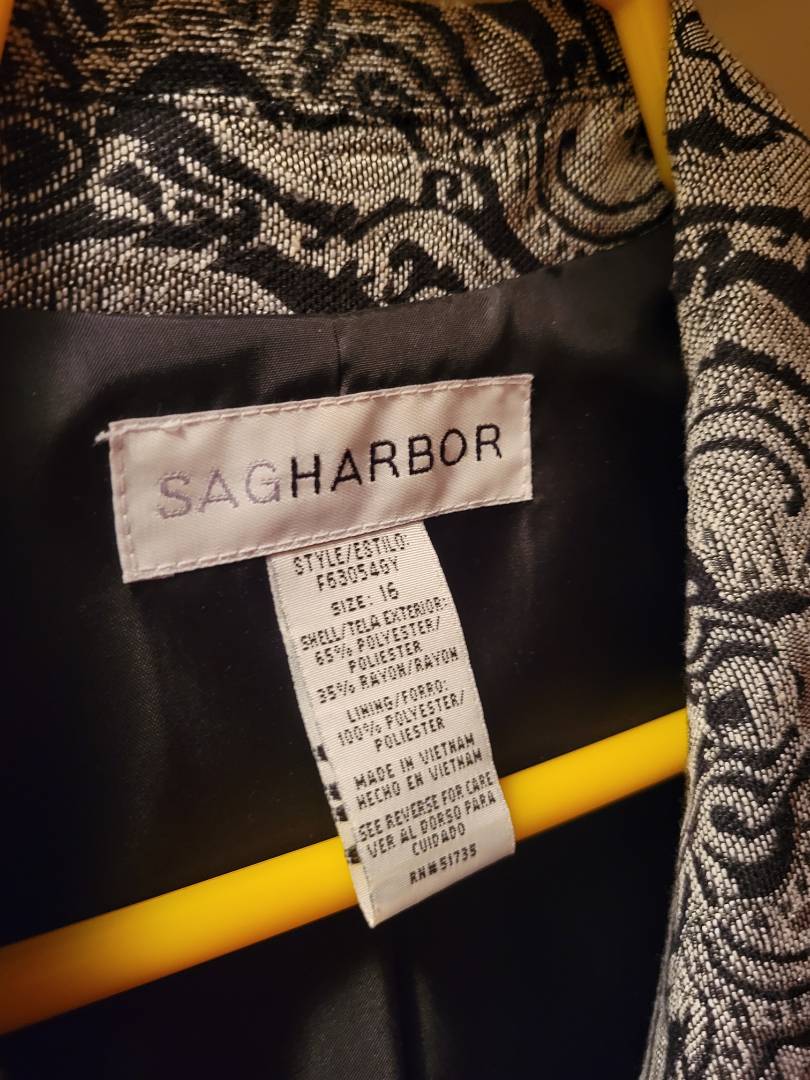 SAGHARBOR
STYLE/ESTILO:
F63054GY
SIZE: 16
SHELL/TELA EXTERIOR:
65% POLYESTER/
POLIESTER
35% RAYON/RAYON
LINING/FORRO:
100% POLYESTER/
POLIESTER
MADE IN VIETNAM
HECHO EN VIETNAM
SEE REVERSE FOR CARE
VER AL DORSO PARA
CUIDADO
RN#51735